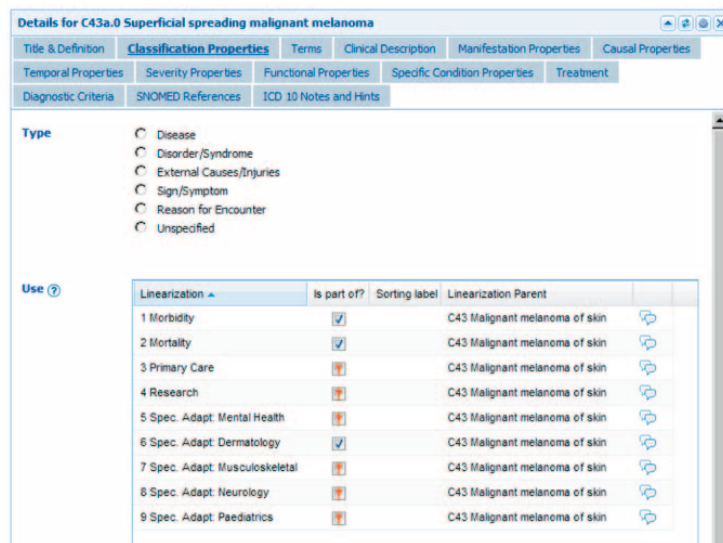 Details for C43a.0 Superficial spreading malignant melanoma
Title & Definition Classification Properties Terms Clinical Description Manifestation Properties Causal Properties
Temporal Properties Severity Properties Functional Properties Specific Condition Properties Treatment
Diagnostic Criteria SNOMED References ICD 10 Notes and Hints
Type
Disease
Disorder/Syndrome
External Causes/Injuries
Sign/Symptom
Reason for Encounter
Unspecified
Use ?
Linearization Is part of? Sorting label Linearization Parent
1 Morbidity C43 Malignant melanoma of skin
2 Mortality C43 Malignant melanoma of skin
3 Primary Care ? C43 Malignant melanoma of skin
4 Research ? C43 Malignant melanoma of skin
5 Spec. Adapt: Mental Health ? C43 Malignant melanoma of skin
6 Spec. Adapt: Dermatology C43 Malignant melanoma of skin
7 Spec. Adapt: Musculoskeletal ? C43 Malignant melanoma of skin
8 Spec. Adapt: Neurology ? C43 Malignant melanoma of skin
9 Spec. Adapt: Paediatrics ? C43 Malignant melanoma of skin